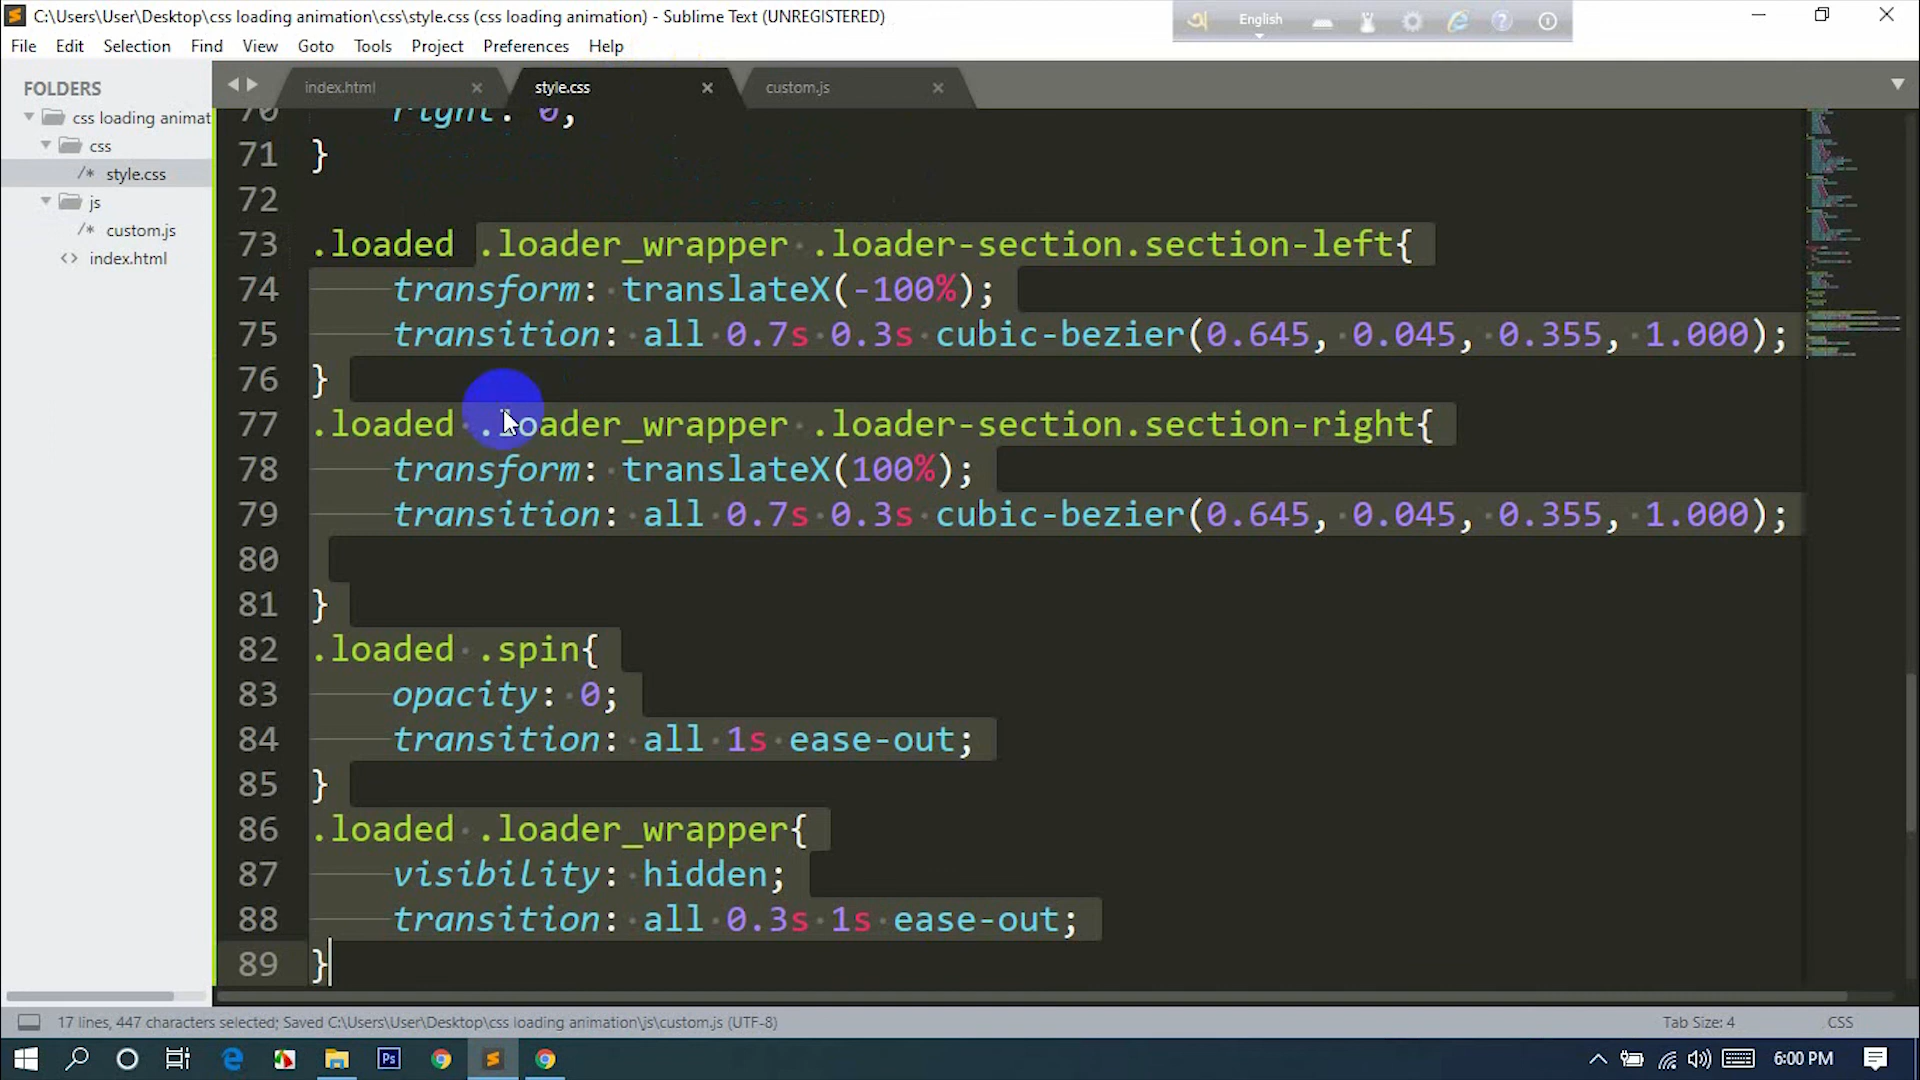 C:\Users\User\Desktop\css loading animation\css\style.css (css loading animation) - Sublime Text (UNREGISTERED)
English
File Edit Selection Find View Goto Tools Project Preferences Help
FOLDERS
css loading animat
css
/* style.css
js
/* custom.js
<> index.html
index.html style.css custom.js
70 right: 0;
71 }
72
73 .loaded .loader_wrapper .loader-section.section-left{
74 transform: translateX(-100%);
75 transition: all 0.7s 0.3s cubic-bezier(0.645, 0.045, 0.355, 1.000);
76 }
77 .loaded .loader_wrapper .loader-section.section-right{
78 transform: translateX(100%);
79 transition: all 0.7s 0.3s cubic-bezier(0.645, 0.045, 0.355, 1.000);
80
81 }
82 .loaded .spin{
83 opacity: 0;
84 transition: all 1s ease-out;
85 }
86 .loaded .loader_wrapper{
87 visibility: hidden;
88 transition: all 0.3s 1s ease-out;
89 }
17 lines, 447 characters selected; Saved C:\Users\User\Desktop\css loading animation\js\custom.js (UTF-8)
Tab Size: 4 CSS
Ps
6:00 PM